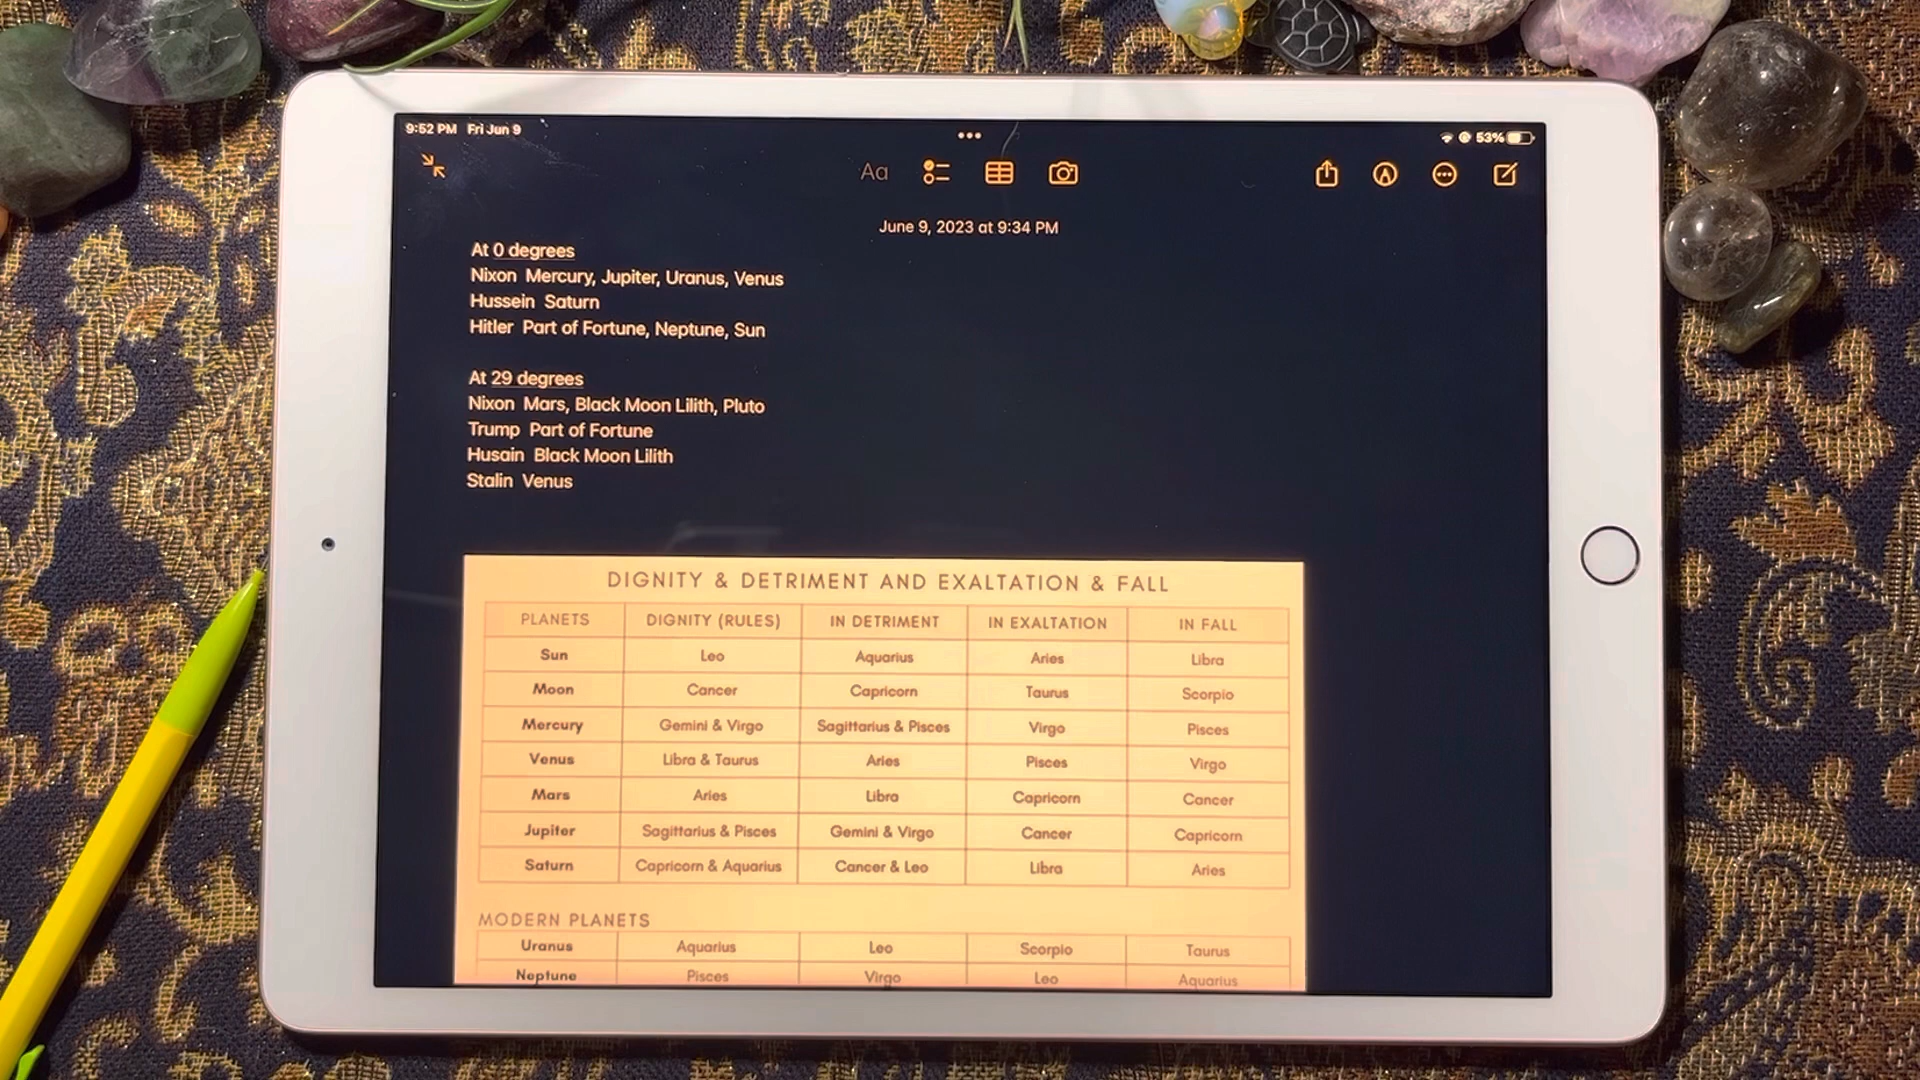 9:52 PM Fri Jun 9
53%
Aa
June 9, 2023 at 9:34 PM
At 0 degrees
Nixon Mercury, Jupiter, Uranus, Venus
Hussein Saturn
Hitler Part of Fortune, Neptune, Sun
At 29 degrees
Nixon Mars, Black Moon Lilith, Pluto
Trump Part of Fortune
Husain Black Moon Lilith
Stalin Venus
DIGNITY & DETRIMENT AND EXALTATION & FALL
PLANETS DIGNITY (RULES) IN DETRIMENT IN EXALTATION IN FALL
Sun Leo Aquarius Aries Libra
Moon Cancer Capricorn Taurus Scorpio
Mercury Gemini & Virgo Sagittarius & Pisces Virgo Pisces
Venus Libra & Taurus Aries Pisces Virgo
Mars Aries Libra Capricorn Cancer
Jupiter Sagittarius & Pisces Gemini & Virgo Cancer Capricorn
Saturn Capricorn & Aquarius Cancer & Leo Libra Aries
MODERN PLANETS
Uranus Aquarius Leo Scorpio Taurus
Neptune Pisces Virgo Leo Aquarius